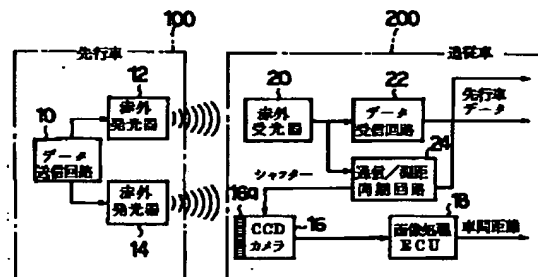 100
先行車
12
赤外
発光器
10
データ
送信回路
赤外
発光器
14
200
追従車
20
赤外
受光器
22
データ
受信回路
先行車
データ
24
通信/測距
同期回路
シャッター
16a
CCD
カメラ
16
18
画像処理
ECU
車間距離